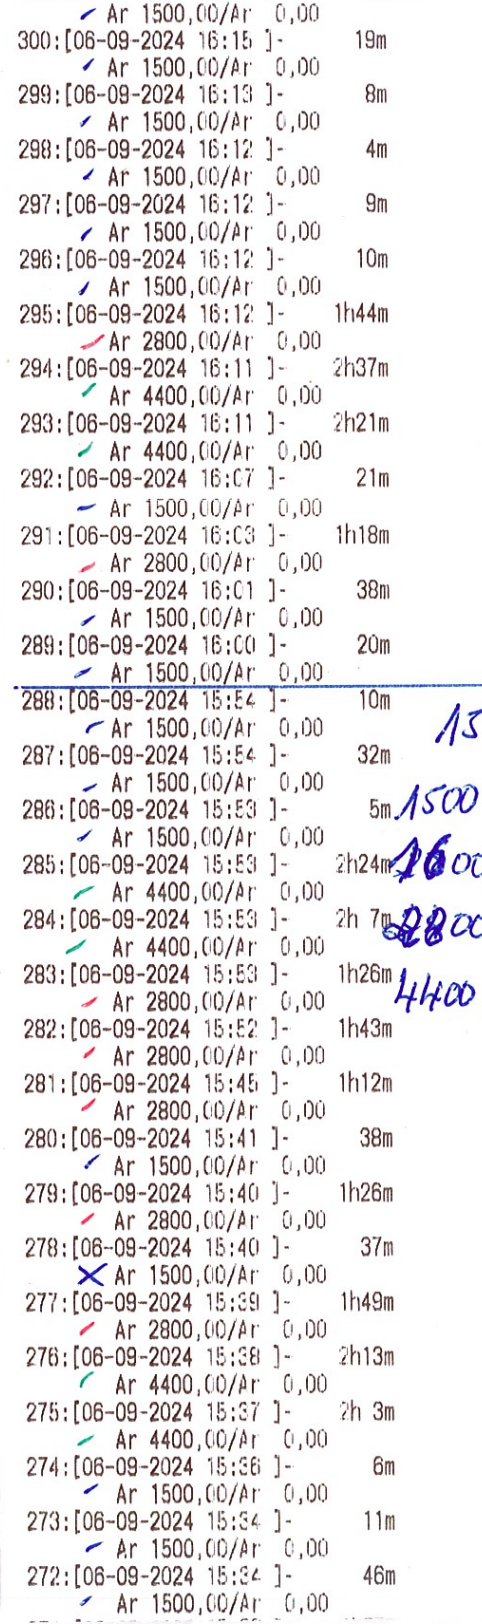 Ar 1500,00/Ar 0,00
300:[06-09-2024 16:15 ]- 19m
Ar 1500,00/Ar 0,00
299:[06-09-2024 16:13 ]- 8m
Ar 1500,00/Ar 0,00
298:[06-09-2024 16:12 ]- 4m
Ar 1500,00/Ar 0,00
297:[06-09-2024 16:12 ]- 9m
Ar 1500,00/Ar 0,00
296:[06-09-2024 16:12 ]- 10m
Ar 1500,00/Ar 0,00
295:[06-09-2024 16:12 ]- 1h44m
Ar 2800,00/Ar 0,00
294:[06-09-2024 16:11 ]- 2h37m
Ar 4400,00/Ar 0,00
293:[06-09-2024 16:11 ]- 2h21m
Ar 4400,00/Ar 0,00
292:[06-09-2024 16:07 ]- 21m
Ar 1500,00/Ar 0,00
291:[06-09-2024 16:03 ]- 1h18m
Ar 2800,00/Ar 0,00
290:[06-09-2024 16:01 ]- 38m
Ar 1500,00/Ar 0,00
289:[06-09-2024 16:00 ]- 20m
Ar 1500,00/Ar 0,00
288:[06-09-2024 15:54 ]- 10m
Ar 1500,00/Ar 0,00
287:[06-09-2024 15:54 ]- 32m
Ar 1500,00/Ar 0,00
286:[06-09-2024 15:53 ]- 5m 1500
Ar 1500,00/Ar 0,00
285:[06-09-2024 15:53 ]- 2h24m
Ar 4400,00/Ar 0,00
284:[06-09-2024 15:53 ]- 2h 7m
Ar 4400,00/Ar 0,00
283:[06-09-2024 15:53 ]- 1h26m 4400
Ar 2800,00/Ar 0,00
282:[06-09-2024 15:52 ]- 1h43m
Ar 2800,00/Ar 0,00
281:[06-09-2024 15:45 ]- 1h12m
Ar 2800,00/Ar 0,00
280:[06-09-2024 15:41 ]- 38m
Ar 1500,00/Ar 0,00
279:[06-09-2024 15:40 ]- 1h26m
Ar 2800,00/Ar 0,00
278:[06-09-2024 15:40 ]- 37m
Ar 1500,00/Ar 0,00
277:[06-09-2024 15:39 ]- 1h49m
Ar 2800,00/Ar 0,00
276:[06-09-2024 15:38 ]- 2h13m
Ar 4400,00/Ar 0,00
275:[06-09-2024 15:37 ]- 2h 3m
Ar 4400,00/Ar 0,00
274:[06-09-2024 15:36 ]- 6m
Ar 1500,00/Ar 0,00
273:[06-09-2024 15:34 ]- 11m
Ar 1500,00/Ar 0,00
272:[06-09-2024 15:34 ]- 46m
Ar 1500,00/Ar 0,00